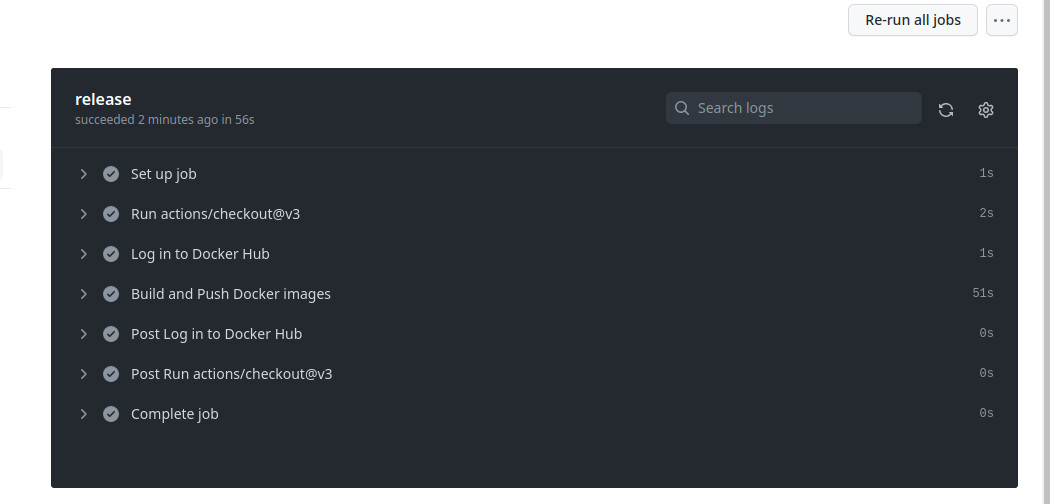 Re-run all jobs
release
succeeded 2 minutes ago in 56s
Search logs
Set up job 1s
Run actions/checkout@v3 2s
Log in to Docker Hub 1s
Build and Push Docker images 51s
Post Log in to Docker Hub 0s
Post Run actions/checkout@v3 0s
Complete job 0s